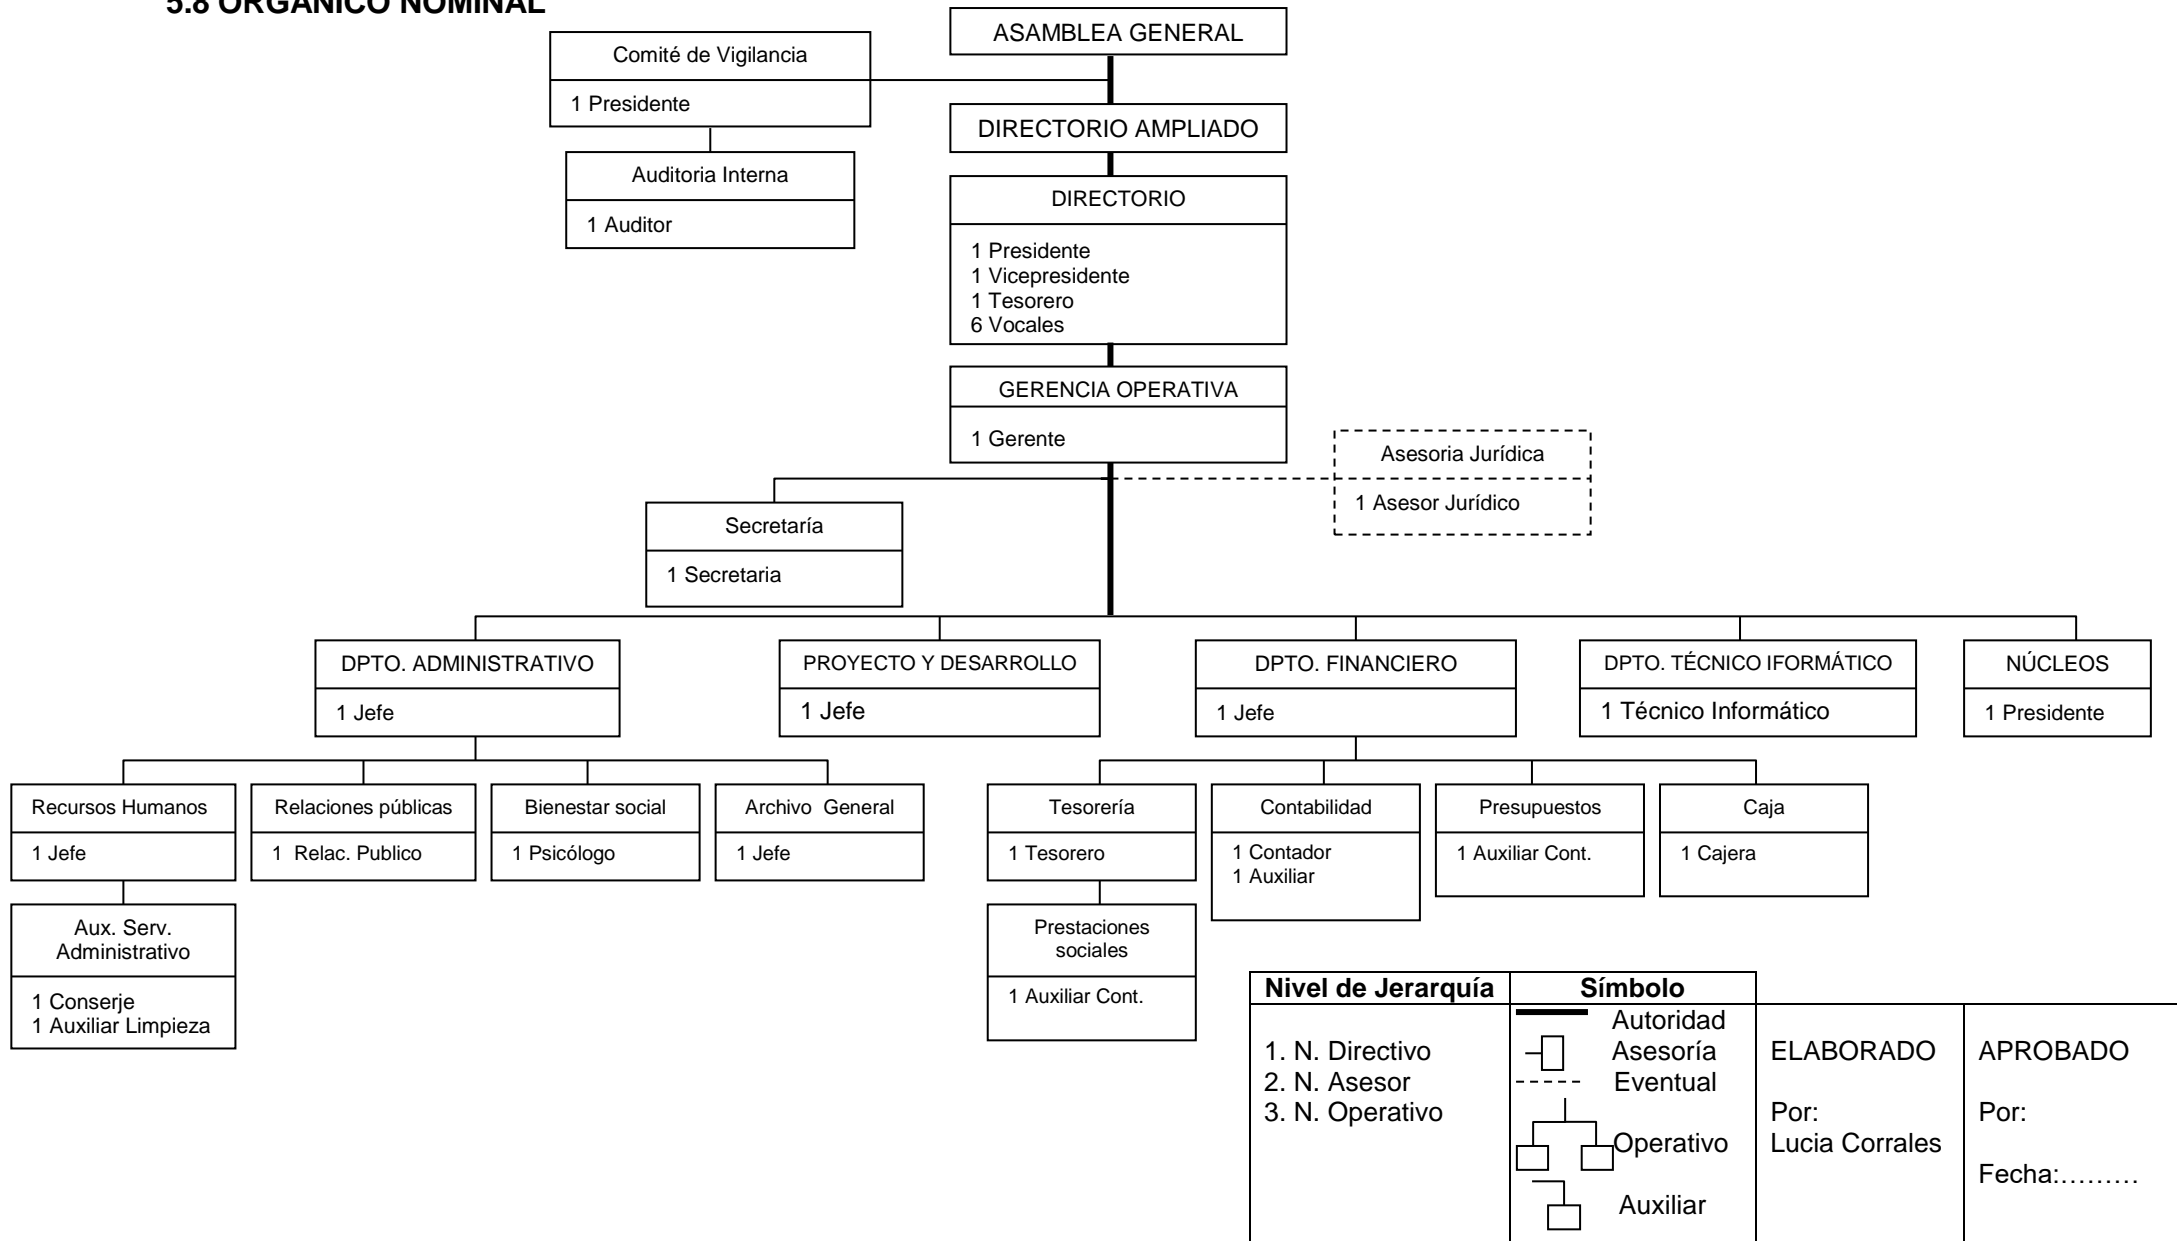 5.8 ORGÁNICO NOMINAL
ASAMBLEA GENERAL
Comité de Vigilancia
1 Presidente
DIRECTORIO AMPLIADO
Auditoria Interna
1 Auditor
DIRECTORIO
1 Presidente
1 Vicepresidente
1 Tesorero
6 Vocales
GERENCIA OPERATIVA
1 Gerente
Asesoria Jurídica
1 Asesor Jurídico
Secretaría
1 Secretaria
DPTO. ADMINISTRATIVO
1 Jefe
PROYECTO Y DESARROLLO
1 Jefe
DPTO. FINANCIERO
1 Jefe
DPTO. TÉCNICO IFORMÁTICO
1 Técnico Informático
NÚCLEOS
1 Presidente
Recursos Humanos
1 Jefe
Relaciones públicas
1 Relac. Publico
Bienestar social
1 Psicólogo
Archivo General
1 Jefe
Tesorería
1 Tesorero
Contabilidad
1 Contador
1 Auxiliar
Presupuestos
1 Auxiliar Cont.
Caja
1 Cajera
Aux. Serv.
Administrativo
1 Conserje
1 Auxiliar Limpieza
Prestaciones
sociales
1 Auxiliar Cont.
Nivel de Jerarquía
1. N. Directivo
2. N. Asesor
3. N. Operativo
Símbolo
Autoridad
Asesoría
Eventual
Operativo
Auxiliar
ELABORADO
Por:
Lucia Corrales
APROBADO
Por:
Fecha:………